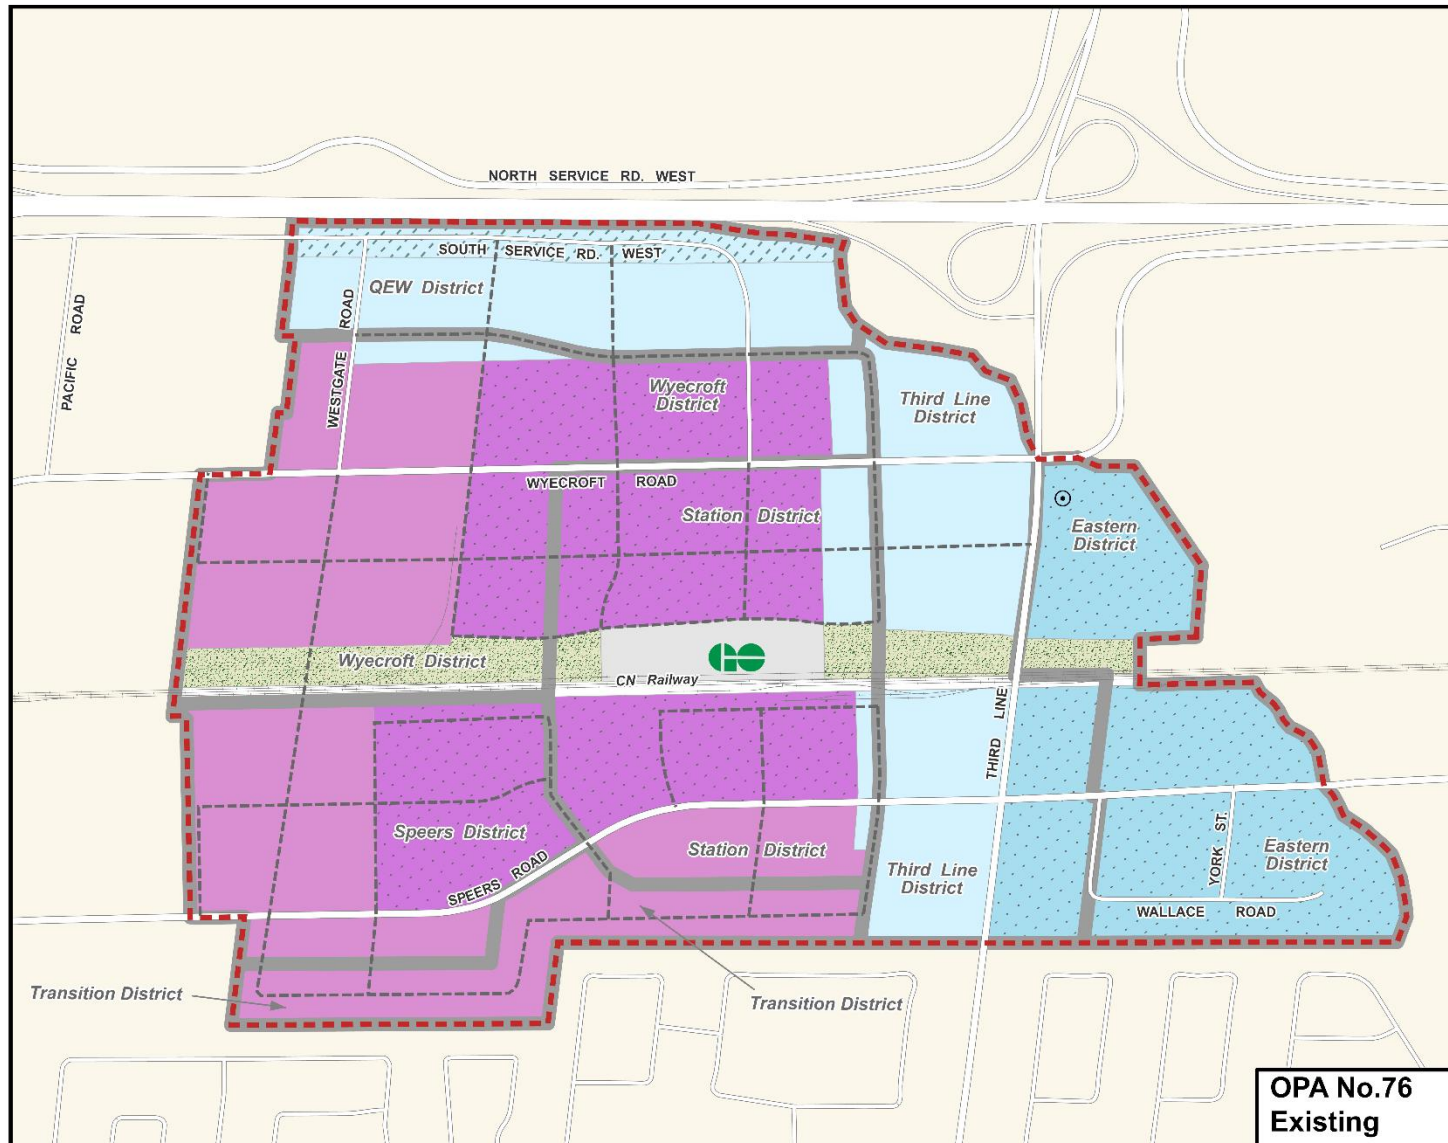 NORTH SERVICE RD. WEST
SOUTH SERVICE RD. WEST
QEW District
PACIFIC ROAD
WESTGATE ROAD
Wyecroft
District
Third Line
District
WYECROFT ROAD
Station District
Eastern
District
Wyecroft District
GO
CN Railway
THIRD LINE
Speers District
SPEERS ROAD
Station District
Third Line
District
YORK ST.
Eastern
District
WALLACE ROAD
Transition District
Transition District
OPA No.76
Existing